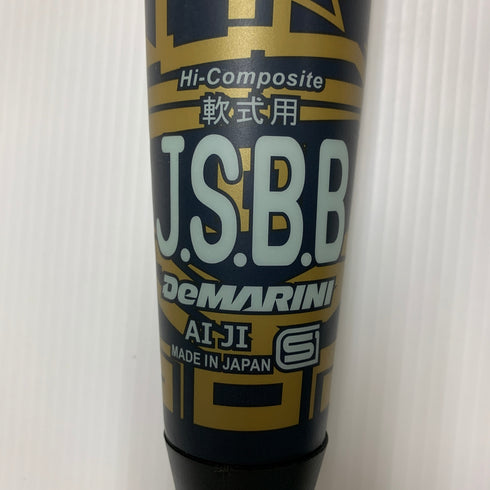 Hi-Composite
軟式用
J.S.B.B.
DeMARINI
AI JI
MADE IN JAPAN
S